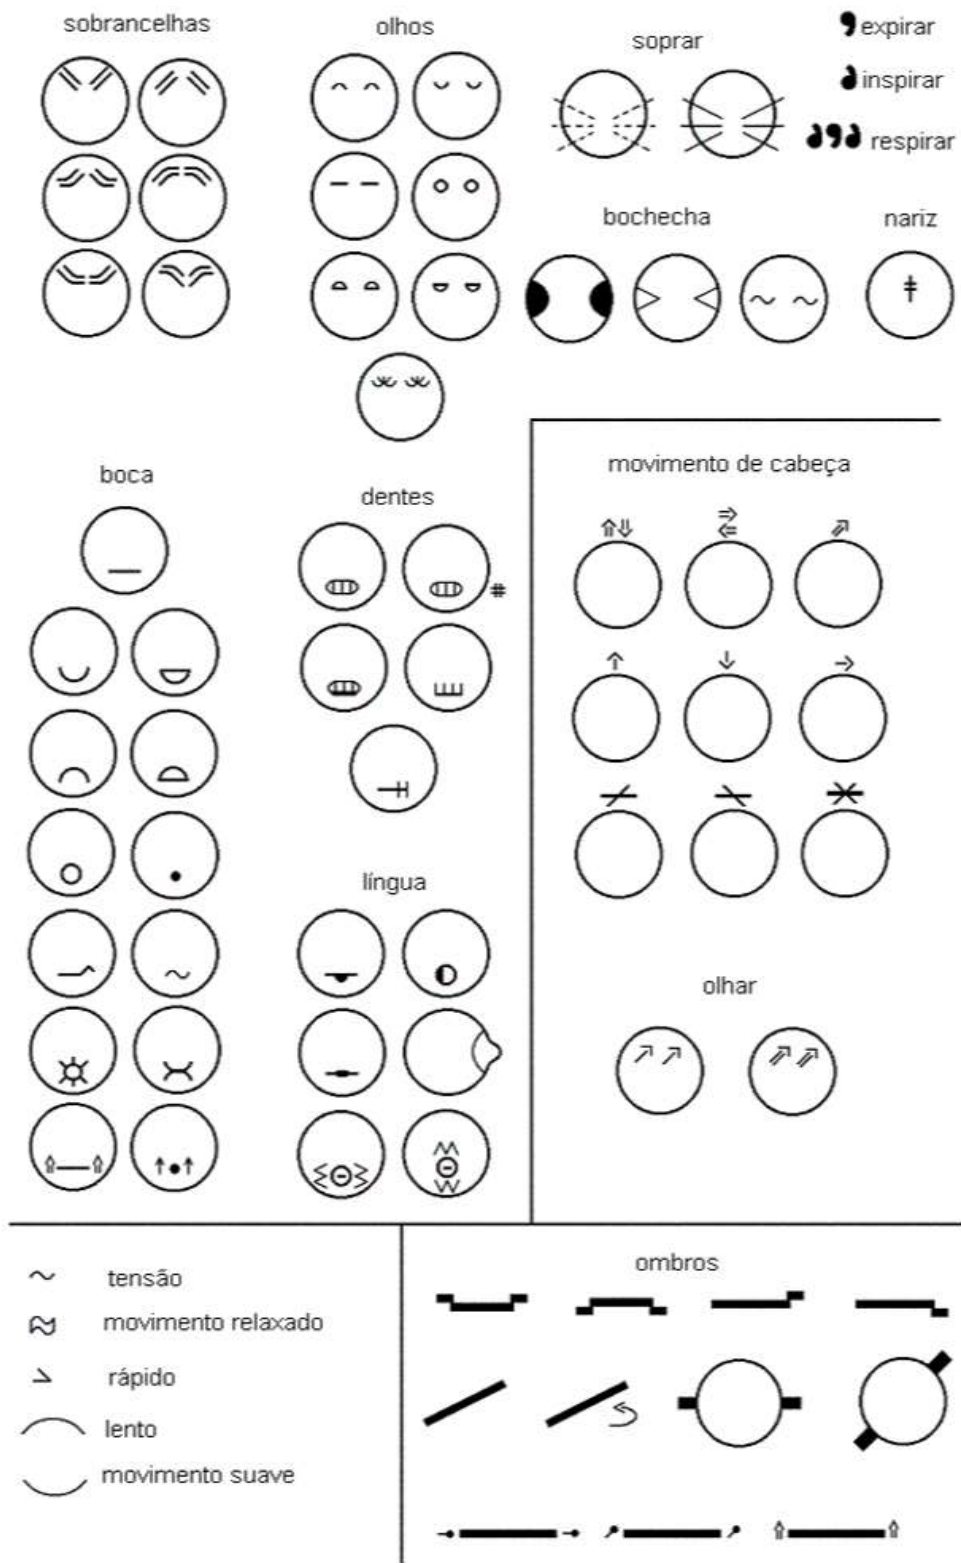 sobrancelhas
olhos
soprar
expirar
inspirar
respirar
bochecha
nariz
boca
dentes
língua
movimento de cabeça
olhar
tensão
movimento relaxado
rápido
lento
movimento suave
ombros